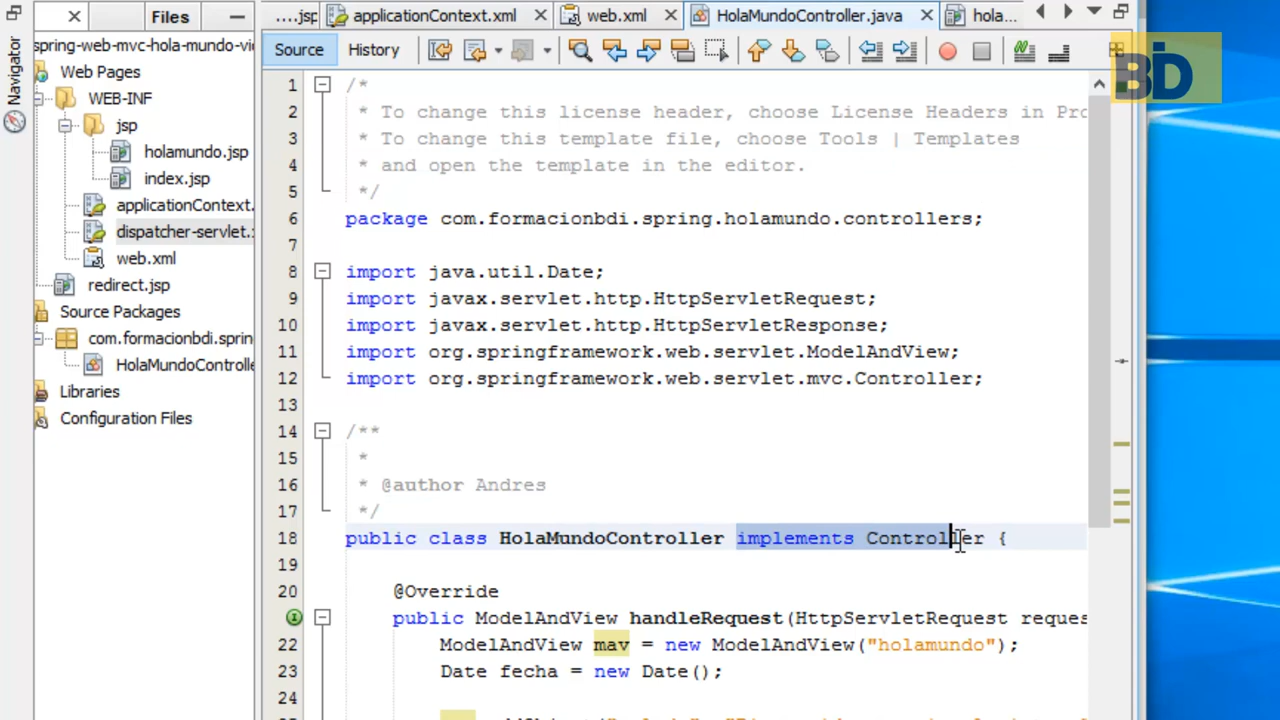 Files
....jsp
applicationContext.xml
web.xml
HolaMundoController.java
hola...
Source
History
BDi
Navigator
spring-web-mvc-hola-mundo-vi
Web Pages
WEB-INF
jsp
holamundo.jsp
index.jsp
applicationContext.
dispatcher-servlet.
web.xml
redirect.jsp
Source Packages
com.formacionbdi.spring
HolaMundoControlle
Libraries
Configuration Files
1 /*
2 * To change this license header, choose License Headers in Pro
3 * To change this template file, choose Tools | Templates
4 * and open the template in the editor.
5 */
6 package com.formacionbdi.spring.holamundo.controllers;
7
8 import java.util.Date;
9 import javax.servlet.http.HttpServletRequest;
10 import javax.servlet.http.HttpServletResponse;
11 import org.springframework.web.servlet.ModelAndView;
12 import org.springframework.web.servlet.mvc.Controller;
13
14 /**
15 *
16 * @author Andres
17 */
18 public class HolaMundoController implements Controller {
19
20 @Override
public ModelAndView handleRequest(HttpServletRequest reques
22 ModelAndView mav = new ModelAndView("holamundo");
23 Date fecha = new Date();
24